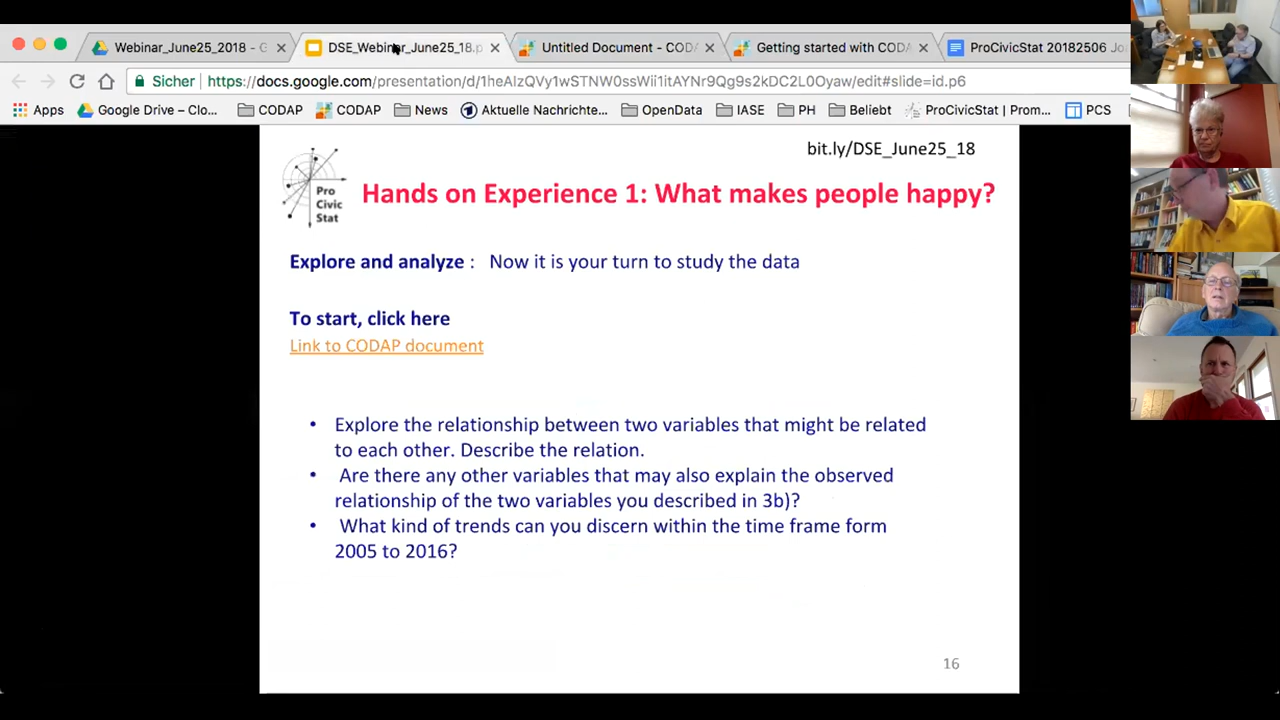 Webinar_June25_2018 - G
DSE_Webinar_June25_18.p
Untitled Document - CODA
Getting started with CODA
ProCivicStat 20182506 Jo
Sicher
https://docs.google.com/presentation/d/1heAIzQVy1wSTNW0ssWii1itAYNr9Qg9s2kDC2L0Oyaw/edit#slide=id.p6
Apps
Google Drive – Clo...
CODAP
CODAP
News
Aktuelle Nachrichte...
OpenData
IASE
PH
Beliebt
ProCivicStat | Prom...
PCS
bit.ly/DSE_June25_18
Pro
Civic
Stat
Hands on Experience 1: What makes people happy?
Explore and analyze : Now it is your turn to study the data
To start, click here
Link to CODAP document
• Explore the relationship between two variables that might be related
to each other. Describe the relation.
• Are there any other variables that may also explain the observed
relationship of the two variables you described in 3b)?
• What kind of trends can you discern within the time frame form
2005 to 2016?
16